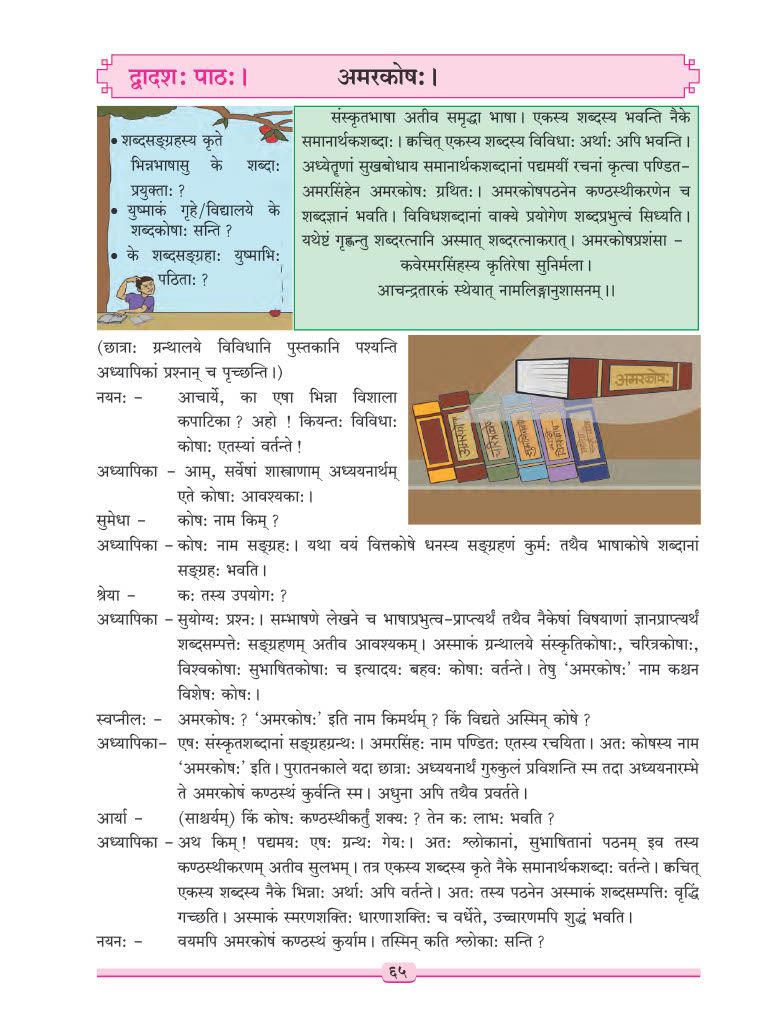 द्वादशः पाठः। अमरकोषः।
• शब्दसङ्ग्रहस्य कृते
भिन्नभाषासु के शब्दाः
प्रयुक्ताः ?
• युष्माकं गृहे/विद्यालये के
शब्दकोषाः सन्ति ?
• के शब्दसङ्ग्रहाः युष्माभिः
पठिताः ?
संस्कृतभाषा अतीव समृद्धा भाषा। एकस्य शब्दस्य भवन्ति नैके
समानार्थकशब्दाः। क्वचित् एकस्य शब्दस्य विविधाः अर्थाः अपि भवन्ति।
अध्येतॄणां सुखबोधाय समानार्थकशब्दानां पद्यमयीं रचनां कृत्वा पण्डित-
अमरसिंहेन अमरकोषः ग्रथितः। अमरकोषपठनेन कण्ठस्थीकरणेन च
शब्दज्ञानं भवति। विविधशब्दानां वाक्ये प्रयोगेण शब्दप्रभुत्वं सिध्यति।
यथेष्टं गृह्णन्तु शब्दरत्नानि अस्मात् शब्दरत्नाकरात्। अमरकोषप्रशंसा -
कवेरमरसिंहस्य कृतिरेषा सुनिर्मला।
आचन्द्रतारकं स्थेयात् नामलिङ्गानुशासनम्।।
(छात्राः ग्रन्थालये विविधानि पुस्तकानि पश्यन्ति
अध्यापिकां प्रश्नान् च पृच्छन्ति।)
नयनः - आचार्ये, का एषा भिन्ना विशाला
कपाटिका ? अहो ! कियन्तः विविधाः
कोषाः एतस्यां वर्तन्ते !
अध्यापिका - आम्, सर्वेषां शास्त्राणाम् अध्ययनार्थम्
एते कोषाः आवश्यकाः।
अमरकोषः
सुमेधा - कोषः नाम किम् ?
अध्यापिका - कोषः नाम सङ्ग्रहः। यथा वयं वित्तकोषे धनस्य सङ्ग्रहणं कुर्मः तथैव भाषाकोषे शब्दानां
सङ्ग्रहः भवति।
श्रेया - कः तस्य उपयोगः ?
अध्यापिका - सुयोग्यः प्रश्नः। सम्भाषणे लेखने च भाषाप्रभुत्व-प्राप्त्यर्थं तथैव नैकेषां विषयाणां ज्ञानप्राप्त्यर्थं
शब्दसम्पत्तेः सङ्ग्रहणम् अतीव आवश्यकम्। अस्माकं ग्रन्थालये संस्कृतिकोषाः, चरित्रकोषाः,
विश्वकोषाः सुभाषितकोषाः च इत्यादयः बहवः कोषाः वर्तन्ते। तेषु ‘अमरकोषः’ नाम कश्चन
विशेषः कोषः।
स्वप्नीलः - अमरकोषः ? ‘अमरकोषः’ इति नाम किमर्थम् ? किं विद्यते अस्मिन् कोषे ?
अध्यापिका- एषः संस्कृतशब्दानां सङ्ग्रहग्रन्थः। अमरसिंहः नाम पण्डितः एतस्य रचयिता। अतः कोषस्य नाम
‘अमरकोषः’ इति। पुरातनकाले यदा छात्राः अध्ययनार्थं गुरुकुलं प्रविशन्ति स्म तदा अध्ययनारम्भे
ते अमरकोषं कण्ठस्थं कुर्वन्ति स्म। अधुना अपि तथैव प्रवर्तते।
आर्या - (साश्चर्यम्) किं कोषः कण्ठस्थीकर्तुं शक्यः ? तेन कः लाभः भवति ?
अध्यापिका - अथ किम् ! पद्यमयः एषः ग्रन्थः गेयः। अतः श्लोकानां, सुभाषितानां पठनम् इव तस्य
कण्ठस्थीकरणम् अतीव सुलभम्। तत्र एकस्य शब्दस्य कृते नैके समानार्थकशब्दाः वर्तन्ते। क्वचित्
एकस्य शब्दस्य नैके भिन्नाः अर्थाः अपि वर्तन्ते। अतः तस्य पठनेन अस्माकं शब्दसम्पत्तिः वृद्धिं
गच्छति। अस्माकं स्मरणशक्तिः धारणाशक्तिः च वर्धेते, उच्चारणमपि शुद्धं भवति।
नयनः - वयमपि अमरकोषं कण्ठस्थं कुर्याम। तस्मिन् कति श्लोकाः सन्ति ?
६५